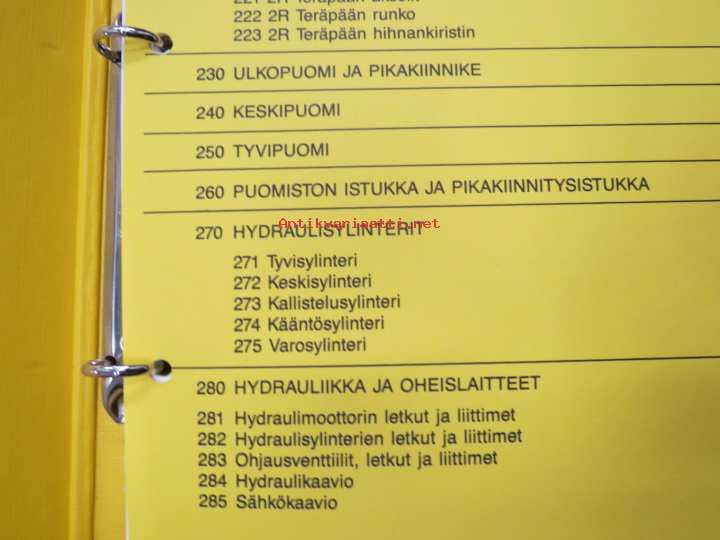 222 2R Teräpään runko
223 2R Teräpään hihnankiristin
230 ULKOPUOMI JA PIKAKIINNIKE
240 KESKIPUOMI
250 TYVIPUOMI
260 PUOMISTON ISTUKKA JA PIKAKIINNITYSISTUKKA
Antikvariaatti.net
270 HYDRAULISYLINTERIT
271 Tyvisylinteri
272 Keskisylinteri
273 Kallistelusylinteri
274 Kääntösylinteri
275 Varosylinteri
280 HYDRAULIIKKA JA OHEISLAITTEET
281 Hydraulimoottorin letkut ja liittimet
282 Hydraulisylinterien letkut ja liittimet
283 Ohjausventtiilit, letkut ja liittimet
284 Hydraulikaavio
285 Sähkökaavio